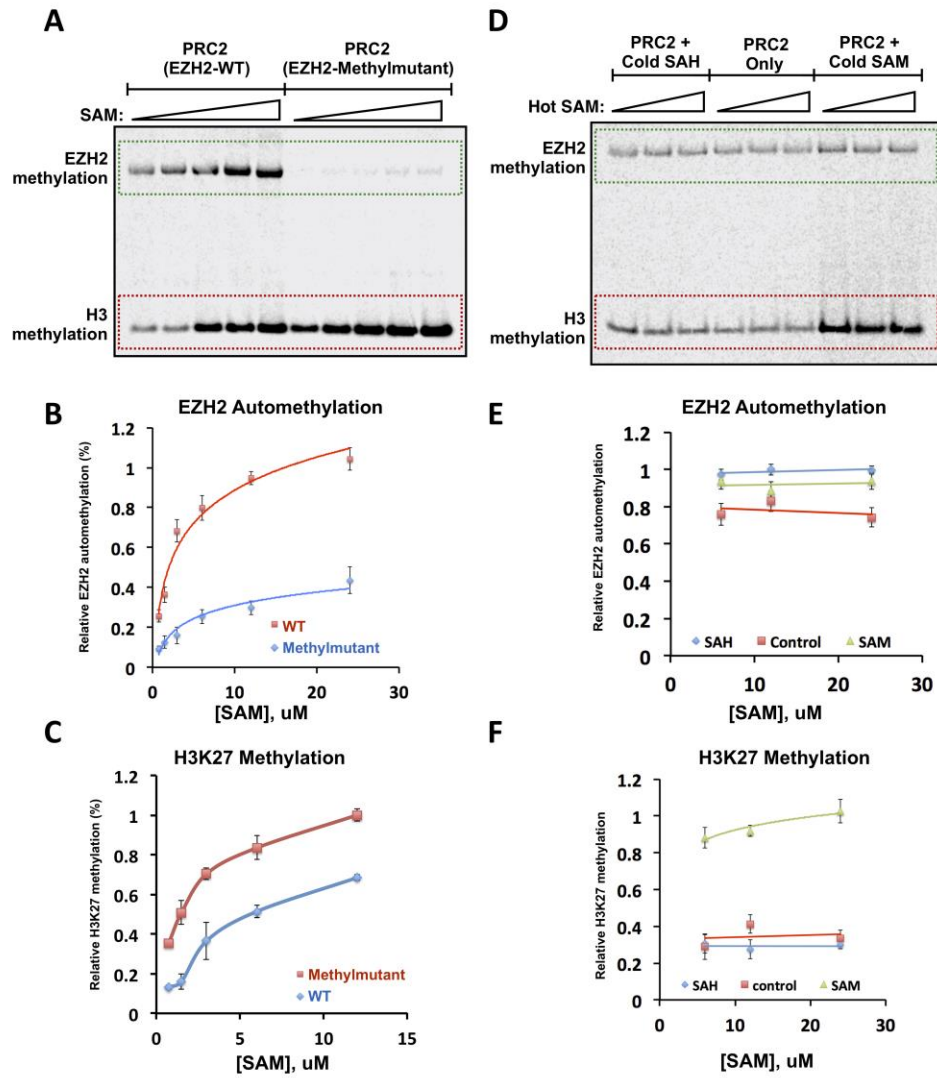 A
PRC2
(EZH2-WT)
PRC2
(EZH2-Methylmutant)
SAM:
EZH2
methylation
H3
methylation
B
EZH2 Automethylation
Relative EZH2 automethylation (%)
1.2
1
0.8
0.6
0.4
0.2
0
WT
Methylmutant
0
10
20
30
[SAM], uM
C
H3K27 Methylation
Relative H3K27 methylation (%)
1.2
1
0.8
0.6
0.4
0.2
0
Methylmutant
WT
0
5
10
15
[SAM], uM
D
PRC2 +
Cold SAH
PRC2
Only
PRC2 +
Cold SAM
Hot SAM:
EZH2
methylation
H3
methylation
E
EZH2 Automethylation
Relative EZH2 automethylation
1.2
1
0.8
0.6
0.4
0.2
0
SAH
Control
SAM
0
10
20
30
[SAM], uM
F
H3K27 Methylation
Relative H3K27 methylation
1.2
1
0.8
0.6
0.4
0.2
0
SAH
control
SAM
0
10
20
30
[SAM], uM